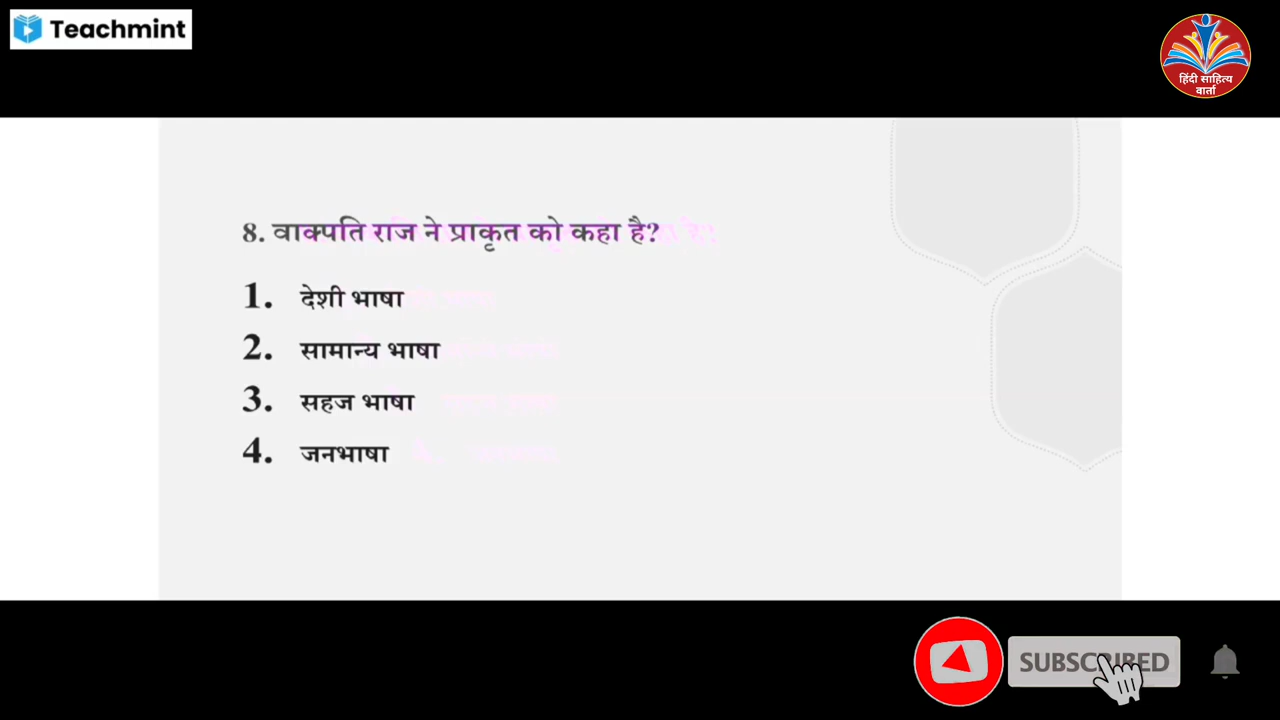 Teachmint
हिंदी साहित्य
वार्ता
8. वाक्पति राज ने प्राकृत को कहा है?
1. देशी भाषा
2. सामान्य भाषा
3. सहज भाषा
4. जनभाषा
SUBSCRIBED